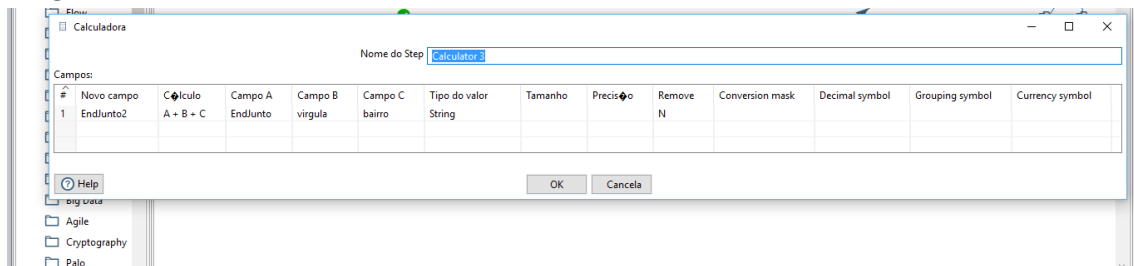 Flow
Calculadora
Nome do Step Calculator 3
Campos:
# Novo campo C�lculo Campo A Campo B Campo C Tipo do valor Tamanho Precis�o Remove Conversion mask Decimal symbol Grouping symbol Currency symbol
1 EndJunto2 A + B + C EndJunto virgula bairro String N
Help OK Cancela
Big Data
Agile
Cryptography
Palo